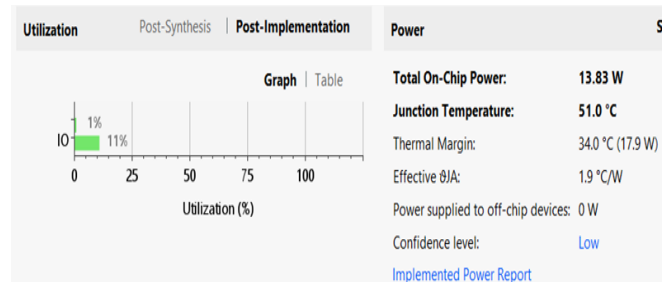 Utilization
Post-Synthesis | Post-Implementation
Graph | Table
1%
IO 11%
0 25 50 75 100
Utilization (%)
Power
Total On-Chip Power: 13.83 W
Junction Temperature: 51.0 °C
Thermal Margin: 34.0 °C (17.9 W)
Effective ϑJA: 1.9 °C/W
Power supplied to off-chip devices: 0 W
Confidence level: Low
Implemented Power Report